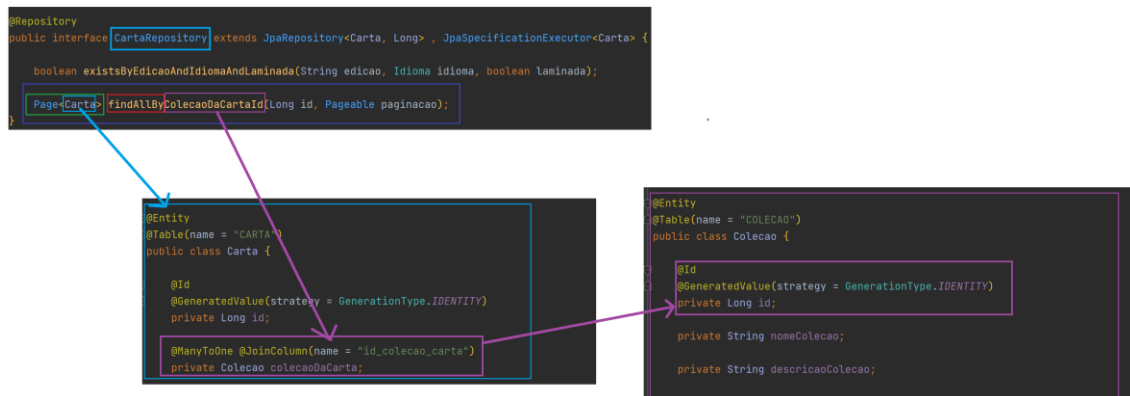 @Repository
public interface CartaRepository extends JpaRepository<Carta, Long> , JpaSpecificationExecutor<Carta> {
boolean existsByEdicaoAndIdiomaAndLaminada(String edicao, Idioma idioma, boolean laminada);
Page<Carta> findAllByColecaoDaCartaId(Long id, Pageable paginacao);
}
@Entity
@Table(name = "CARTA")
public class Carta {
@Id
@GeneratedValue(strategy = GenerationType.IDENTITY)
private Long id;
@ManyToOne @JoinColumn(name = "id_colecao_carta")
private Colecao colecaoDaCarta;
@Entity
@Table(name = "COLECAO")
public class Colecao {
@Id
@GeneratedValue(strategy = GenerationType.IDENTITY)
private Long id;
private String nomeColecao;
private String descricaoColecao;